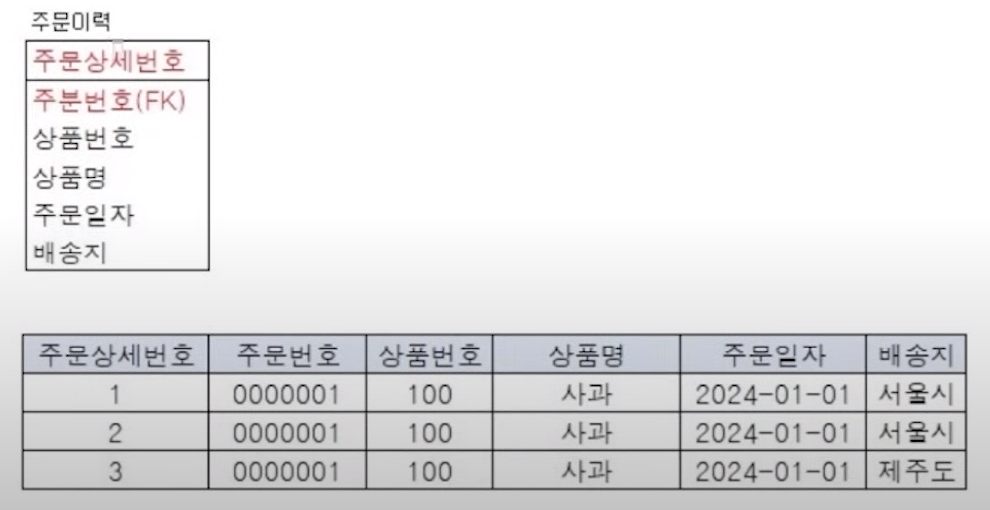 주문이력
주문상세번호
주분번호(FK)
상품번호
상품명
주문일자
배송지
주문상세번호 주문번호 상품번호 상품명 주문일자 배송지
1 0000001 100 사과 2024-01-01 서울시
2 0000001 100 사과 2024-01-01 서울시
3 0000001 100 사과 2024-01-01 제주도